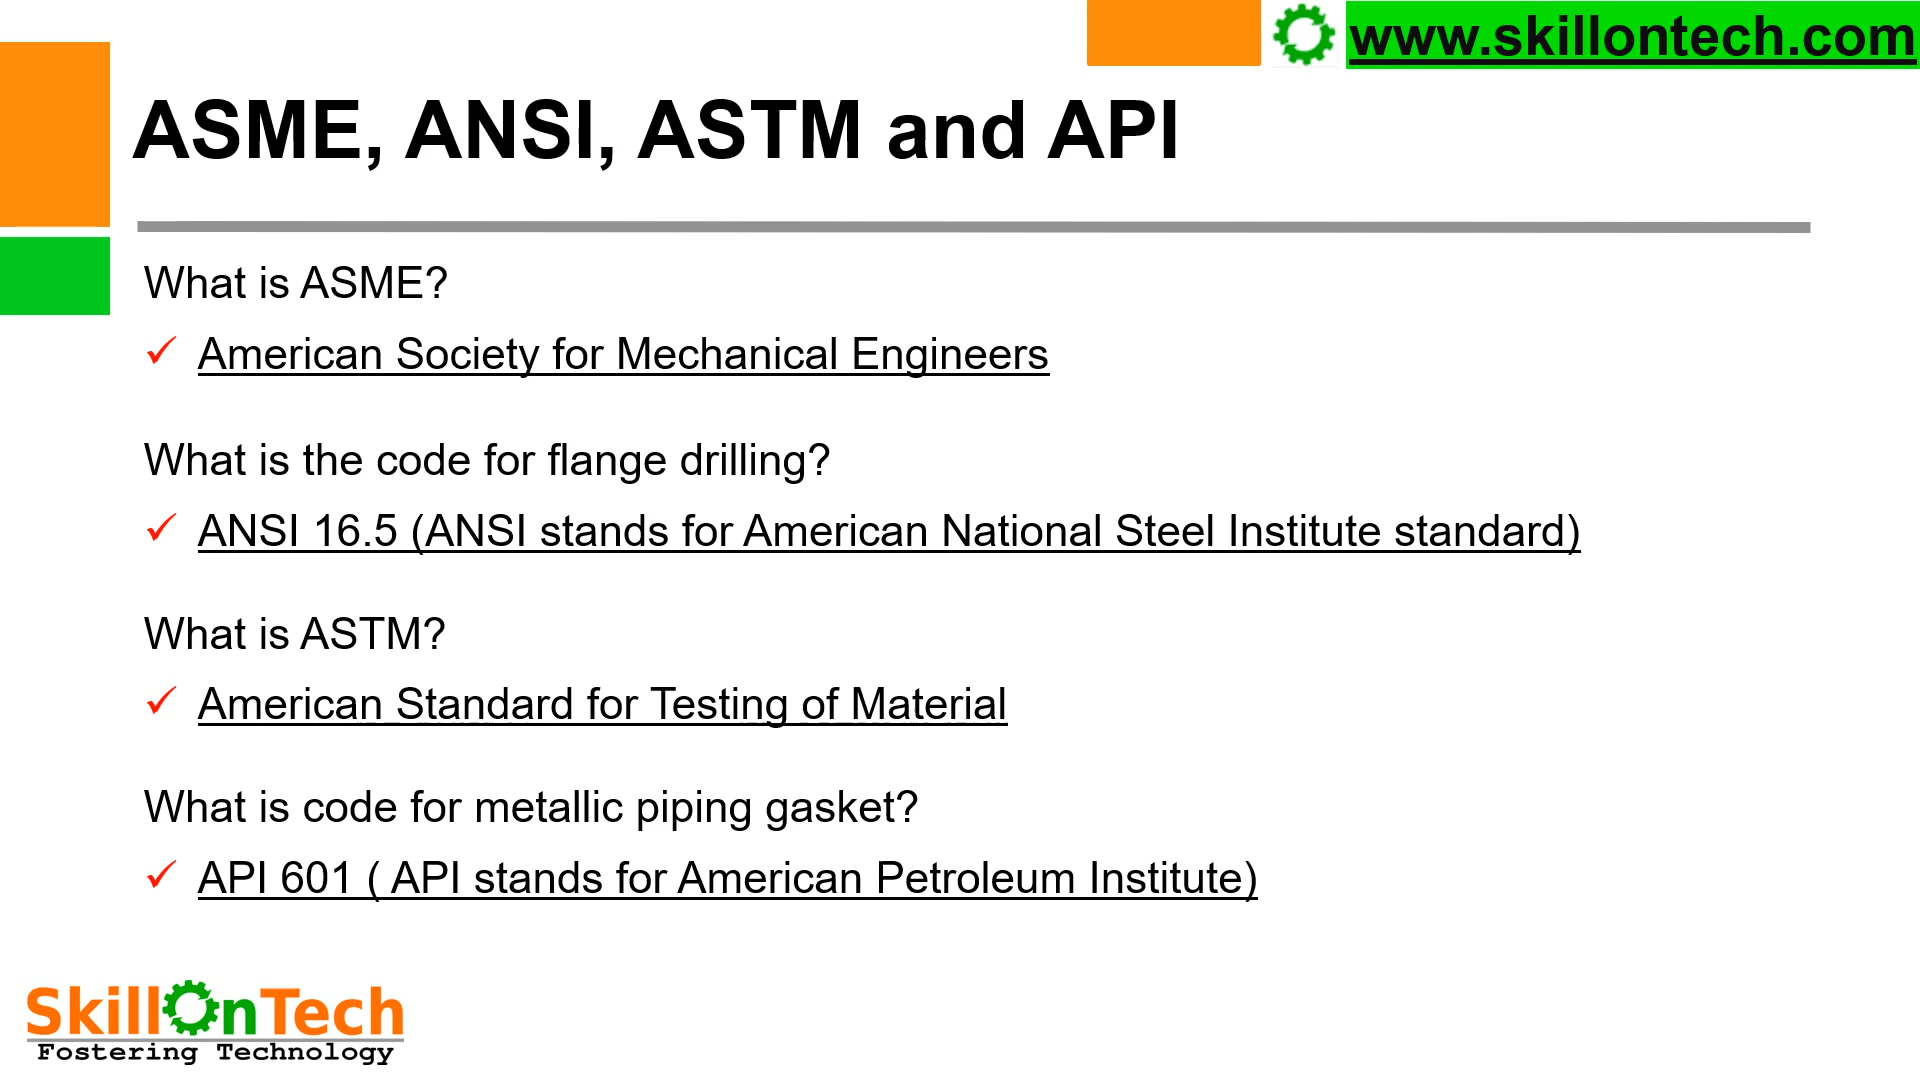 www.skillontech.com
ASME, ANSI, ASTM and API
What is ASME?
✓ American Society for Mechanical Engineers
What is the code for flange drilling?
✓ ANSI 16.5 (ANSI stands for American National Steel Institute standard)
What is ASTM?
✓ American Standard for Testing of Material
What is code for metallic piping gasket?
✓ API 601 ( API stands for American Petroleum Institute)
SkillOnTech
Fostering Technology